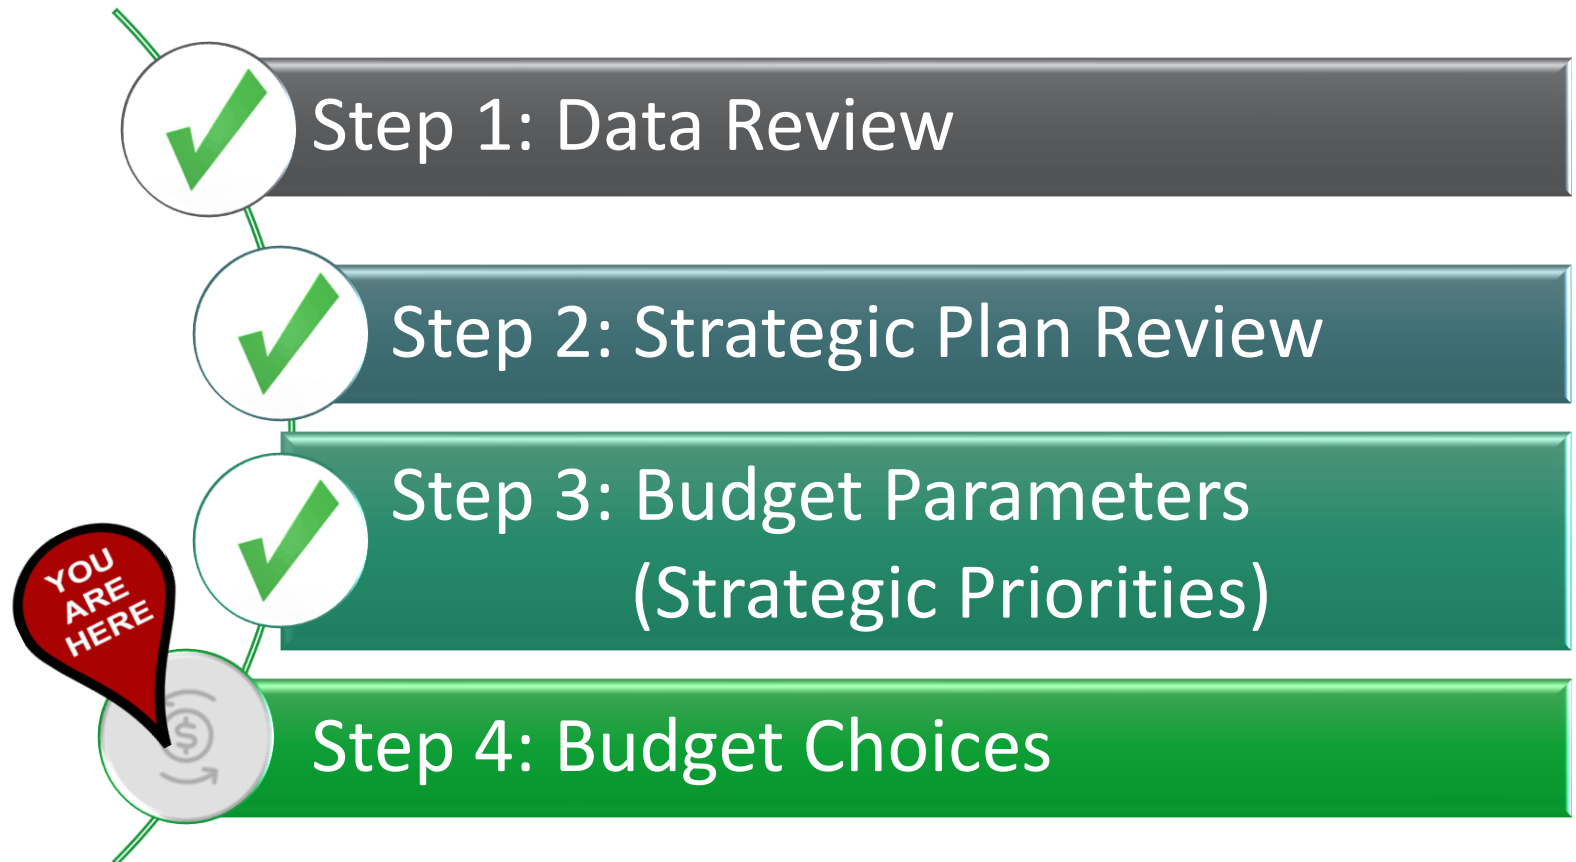 Step 1: Data Review
Step 2: Strategic Plan Review
Step 3: Budget Parameters
(Strategic Priorities)
YOU
ARE
HERE
$
Step 4: Budget Choices